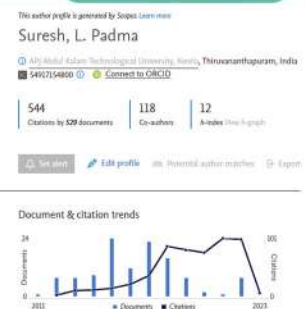 This author profile is generated by Scopus Learn more
Suresh, L. Padma
APJ Abdul Kalam Technological University, Kerala, Thiruvananthapuram, India
54917154800 Connect to ORCID
544 118 12
Citations by 529 documents Co-authors h-index View h-graph
Set alert Edit profile Potential author matches Export
Document & citation trends
24
Documents
0
2011
2023
101
Citations
0
Documents Citations